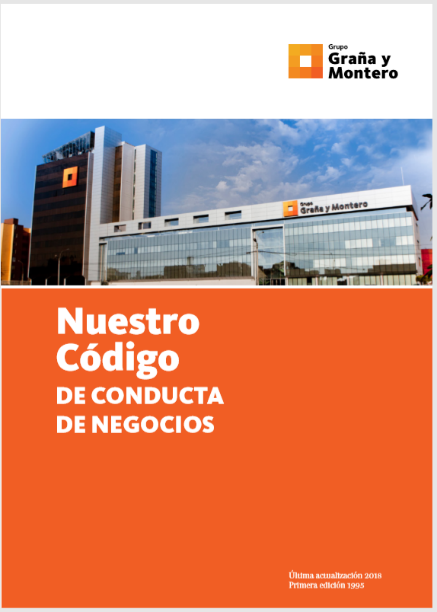 Grupo
Graña y
Montero
Grupo
Graña y Montero
Nuestro
Código
DE CONDUCTA
DE NEGOCIOS
Última actualización 2018
Primera edición 1995